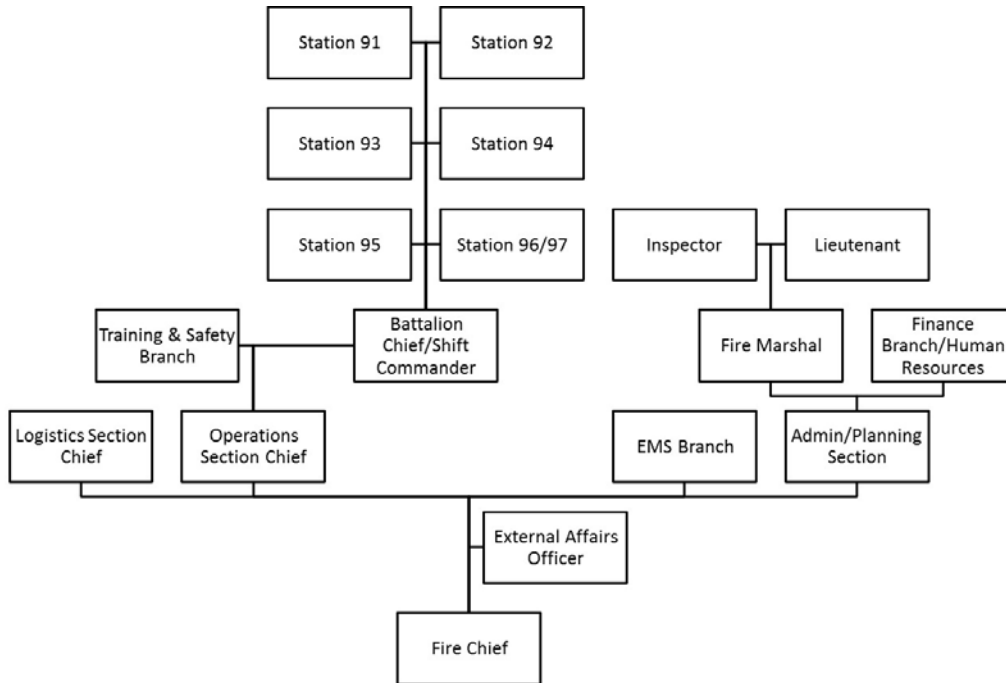 Station 91
Station 92
Station 93
Station 94
Station 95
Station 96/97
Inspector
Lieutenant
Training & Safety
Branch
Battalion
Chief/Shift
Commander
Fire Marshal
Finance
Branch/Human
Resources
Logistics Section
Chief
Operations
Section Chief
EMS Branch
Admin/Planning
Section
External Affairs
Officer
Fire Chief